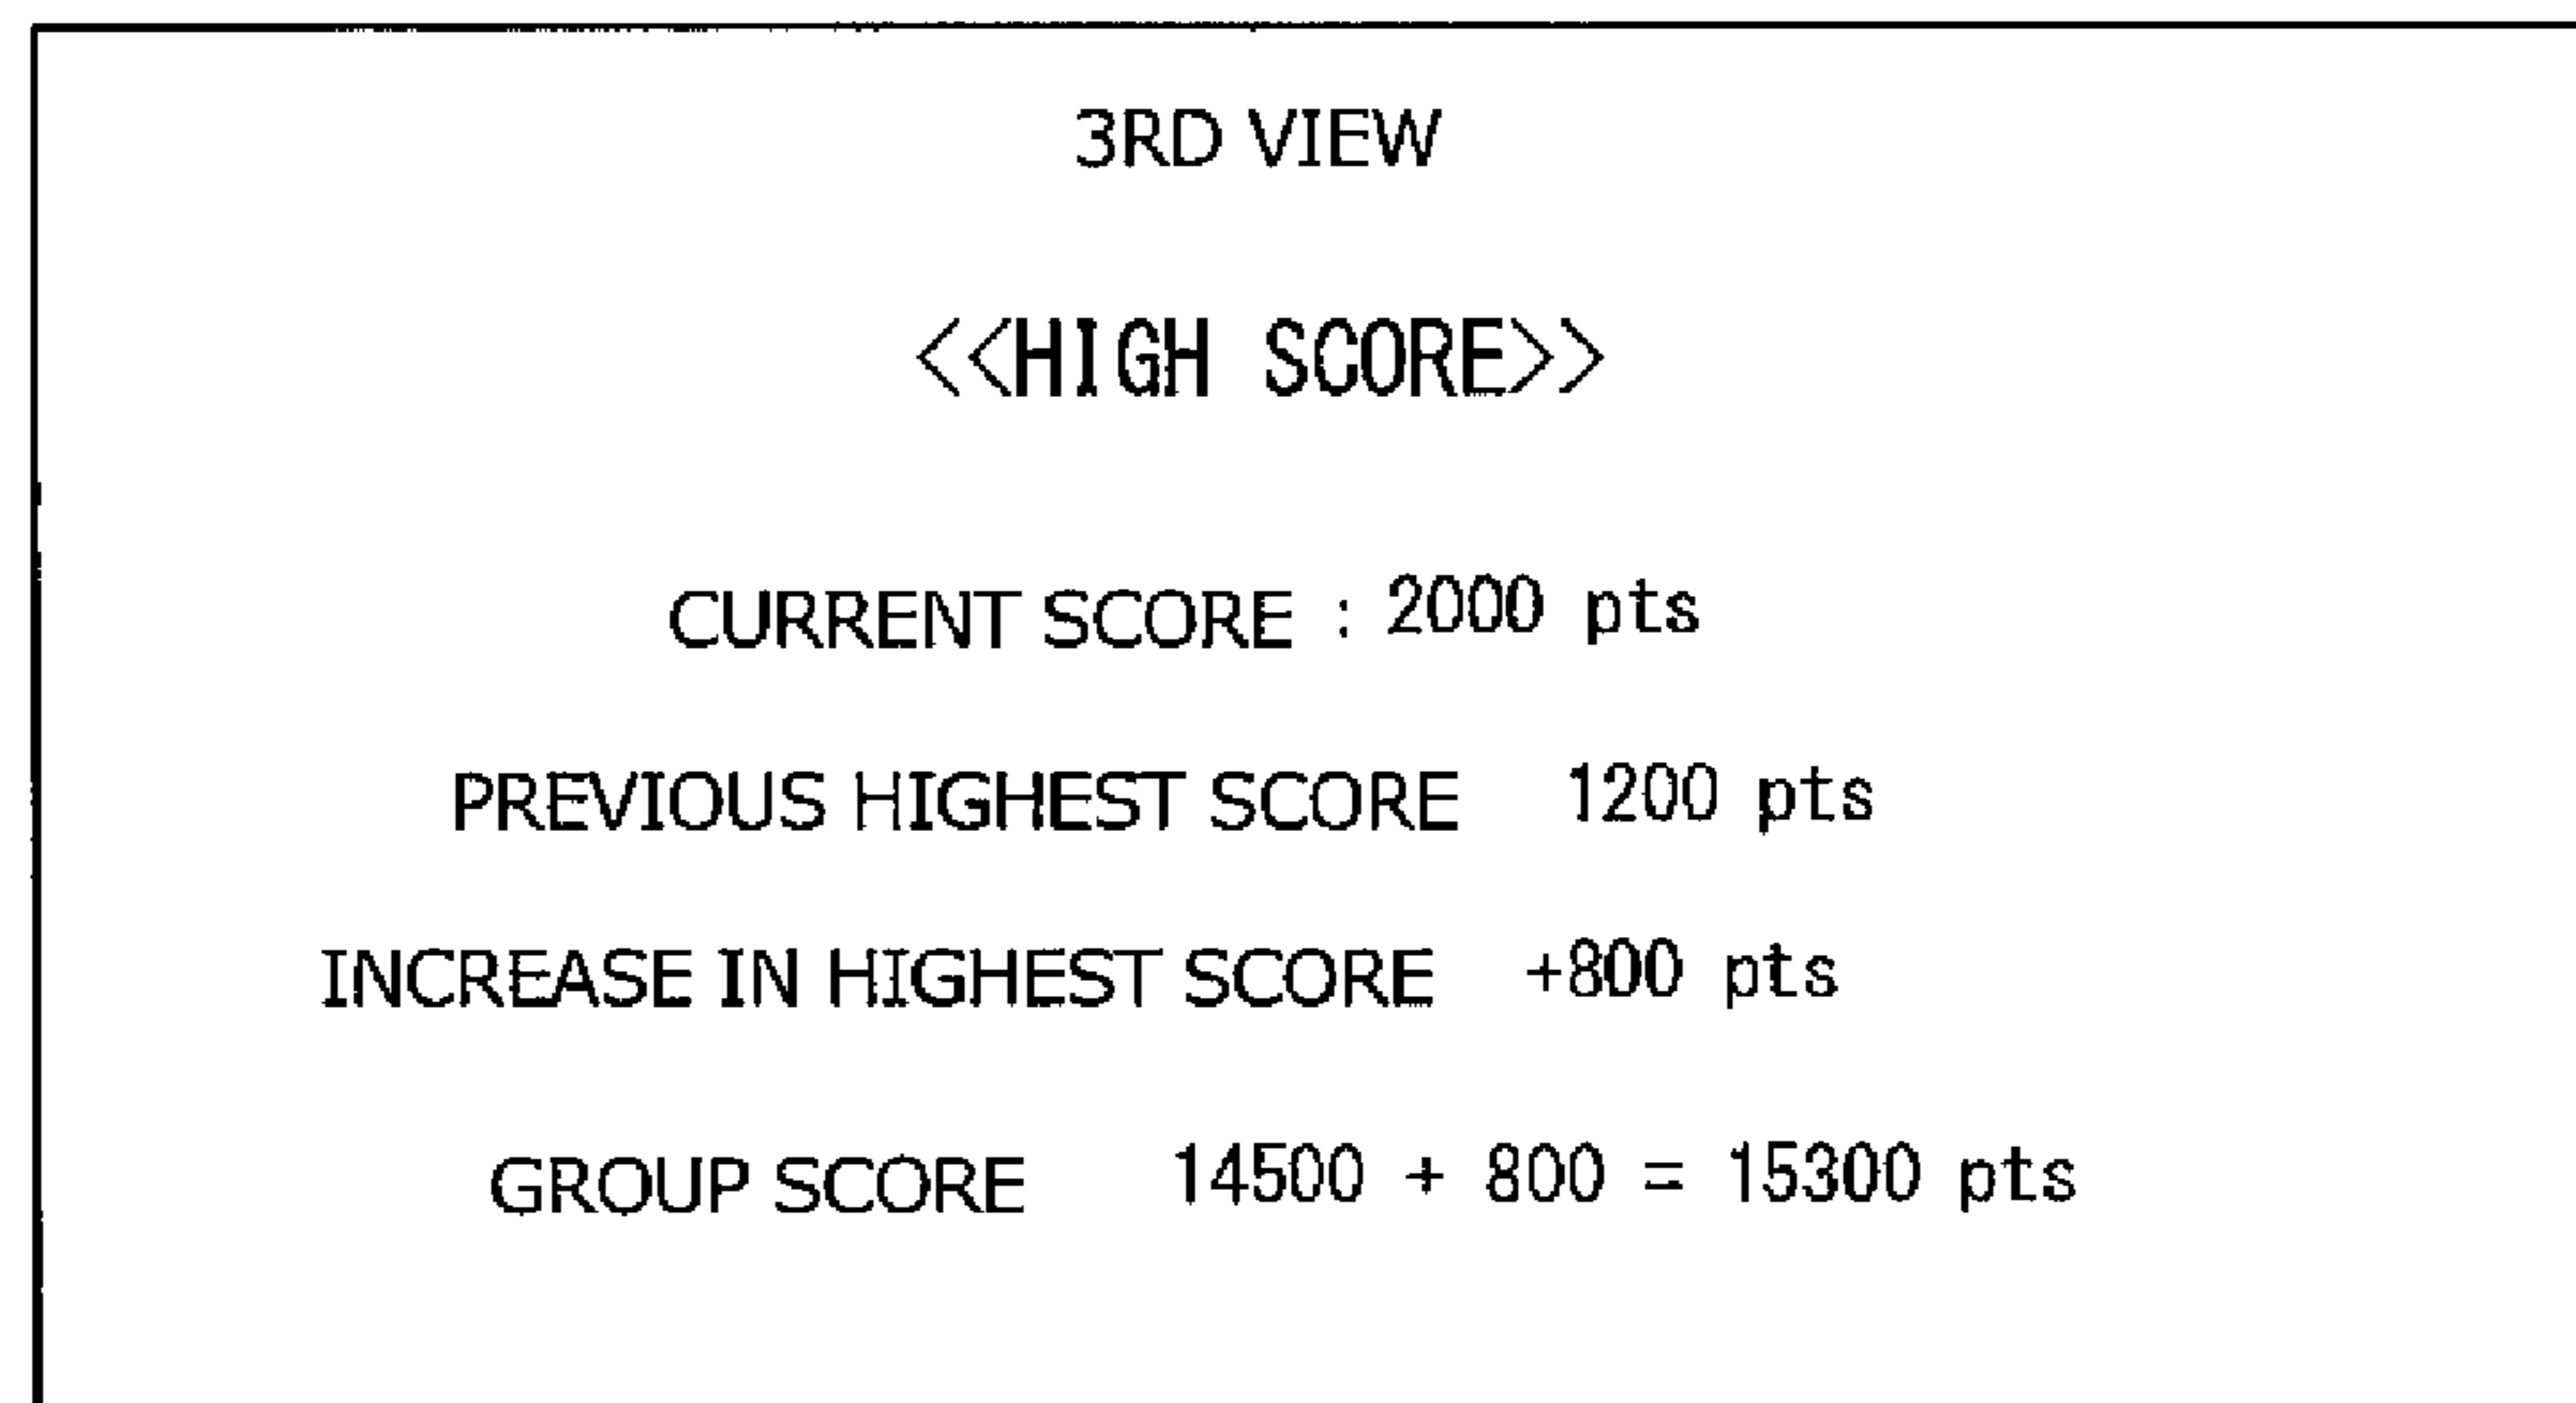 3RD VIEW
<<HIGH SCORE>>
CURRENT SCORE : 2000 pts
PREVIOUS HIGHEST SCORE 1200 pts
INCREASE IN HIGHEST SCORE +800 pts
GROUP SCORE 14500 + 800 = 15300 pts